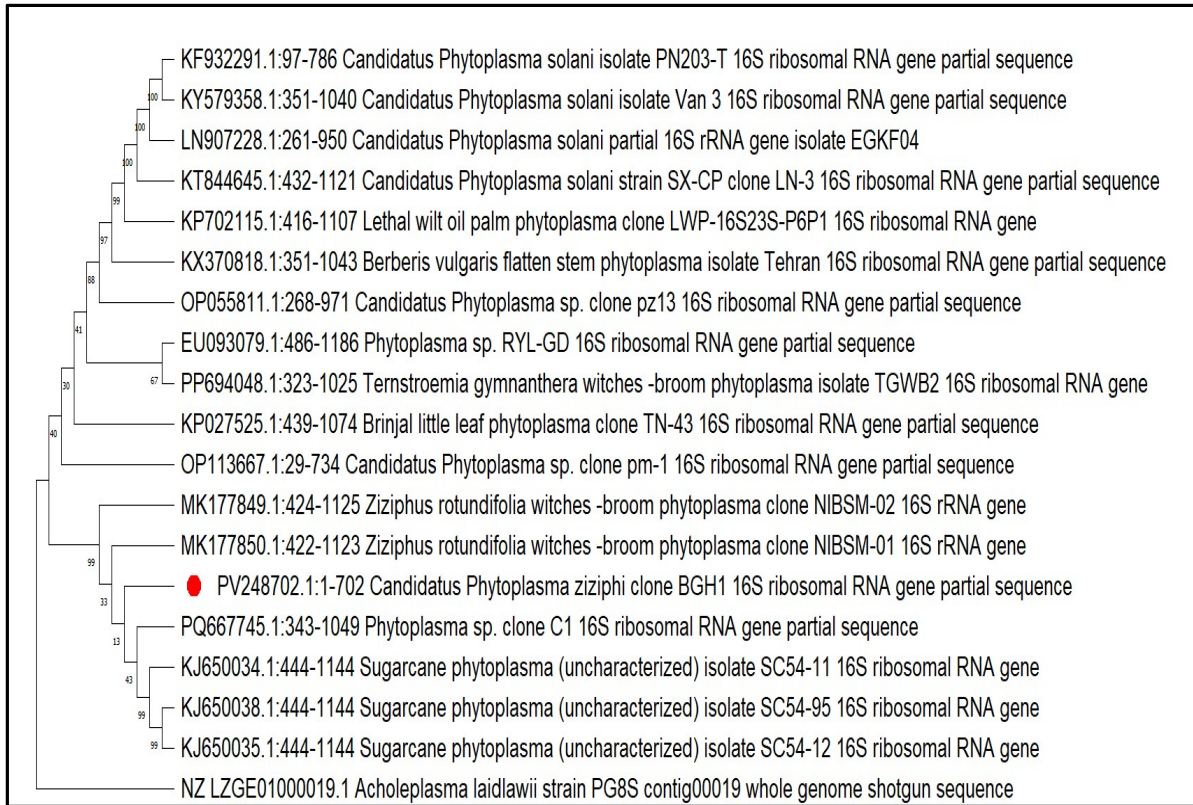 KF932291.1:97-786 Candidatus Phytoplasma solani isolate PN203-T 16S ribosomal RNA gene partial sequence
KY579358.1:351-1040 Candidatus Phytoplasma solani isolate Van 3 16S ribosomal RNA gene partial sequence
LN907228.1:261-950 Candidatus Phytoplasma solani partial 16S rRNA gene isolate EGKF04
KT844645.1:432-1121 Candidatus Phytoplasma solani strain SX-CP clone LN-3 16S ribosomal RNA gene partial sequence
KP702115.1:416-1107 Lethal wilt oil palm phytoplasma clone LWP-16S23S-P6P1 16S ribosomal RNA gene
KX370818.1:351-1043 Berberis vulgaris flatten stem phytoplasma isolate Tehran 16S ribosomal RNA gene partial sequence
OP055811.1:268-971 Candidatus Phytoplasma sp. clone pz13 16S ribosomal RNA gene partial sequence
EU093079.1:486-1186 Phytoplasma sp. RYL-GD 16S ribosomal RNA gene partial sequence
PP694048.1:323-1025 Ternstroemia gymnanthera witches -broom phytoplasma isolate TGWB2 16S ribosomal RNA gene
KP027525.1:439-1074 Brinjal little leaf phytoplasma clone TN-43 16S ribosomal RNA gene partial sequence
OP113667.1:29-734 Candidatus Phytoplasma sp. clone pm-1 16S ribosomal RNA gene partial sequence
MK177849.1:424-1125 Ziziphus rotundifolia witches -broom phytoplasma clone NIBSM-02 16S rRNA gene
MK177850.1:422-1123 Ziziphus rotundifolia witches -broom phytoplasma clone NIBSM-01 16S rRNA gene
PV248702.1:1-702 Candidatus Phytoplasma ziziphi clone BGH1 16S ribosomal RNA gene partial sequence
PQ667745.1:343-1049 Phytoplasma sp. clone C1 16S ribosomal RNA gene partial sequence
KJ650034.1:444-1144 Sugarcane phytoplasma (uncharacterized) isolate SC54-11 16S ribosomal RNA gene
KJ650038.1:444-1144 Sugarcane phytoplasma (uncharacterized) isolate SC54-95 16S ribosomal RNA gene
KJ650035.1:444-1144 Sugarcane phytoplasma (uncharacterized) isolate SC54-12 16S ribosomal RNA gene
NZ LZGE01000019.1 Acholeplasma laidlawii strain PG8S contig00019 whole genome shotgun sequence
100
100
100
99
97
88
41
67
30
40
99
33
13
43
99
99